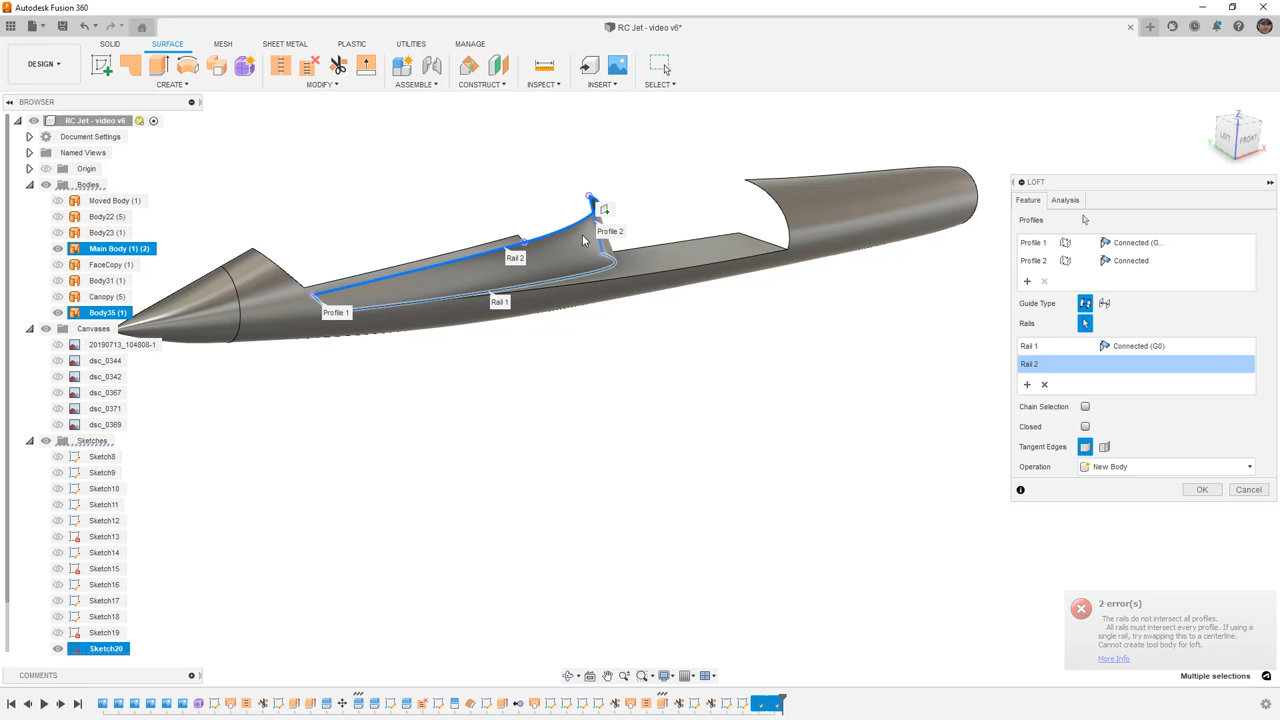 Autodesk Fusion 360
RC Jet - video v6*
DESIGN
SOLID
SURFACE
MESH
SHEET METAL
PLASTIC
UTILITIES
MANAGE
CREATE
MODIFY
ASSEMBLE
CONSTRUCT
INSPECT
INSERT
SELECT
BROWSER
RC Jet - video v6
Document Settings
Named Views
Origin
Bodies
Moved Body (1)
Body22 (5)
Body23 (1)
Main Body (1) (2)
FaceCopy (1)
Body31 (1)
Canopy (5)
Body35 (1)
Canvases
20190713_104808-1
dsc_0344
dsc_0342
dsc_0367
dsc_0371
dsc_0369
Sketches
Sketch8
Sketch9
Sketch10
Sketch11
Sketch12
Sketch13
Sketch14
Sketch15
Sketch16
Sketch17
Sketch18
Sketch19
Sketch20
COMMENTS
Profile 2
Rail 2
Rail 1
Profile 1
Z
LEFT
FRONT
Y
X
LOFT
Feature
Analysis
Profiles
Profile 1 Connected (G...
Profile 2 Connected
Guide Type
Rails
Rail 1 Connected (G0)
Rail 2
Chain Selection
Closed
Tangent Edges
Operation New Body
OK
Cancel
2 error(s)
The rails do not intersect all profiles.
All rails must intersect every profile. If using a
single rail, try swapping this to a centerline.
Cannot create tool body for loft.
More Info
Multiple selections